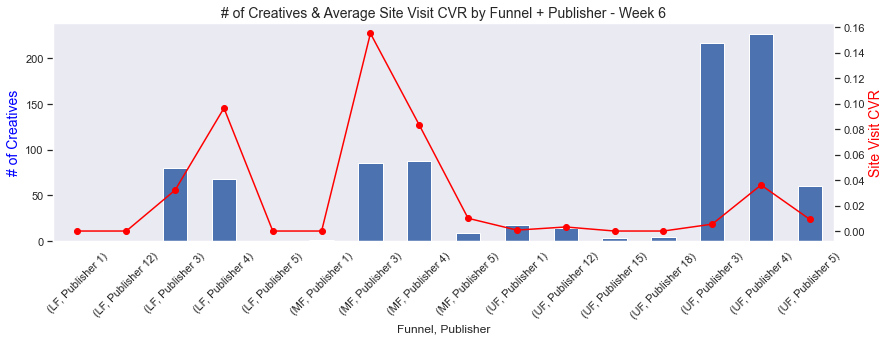 # of Creatives & Average Site Visit CVR by Funnel + Publisher - Week 6
# of Creatives
200
150
100
50
0
0.16
0.14
0.12
0.10
0.08
0.06
0.04
0.02
0.00
Site Visit CVR
(LF, Publisher 1)
(LF, Publisher 12)
(LF, Publisher 3)
(LF, Publisher 4)
(LF, Publisher 5)
(MF, Publisher 1)
(MF, Publisher 3)
(MF, Publisher 4)
(MF, Publisher 5)
(UF, Publisher 1)
(UF, Publisher 12)
(UF, Publisher 15)
(UF, Publisher 18)
(UF, Publisher 3)
(UF, Publisher 4)
(UF, Publisher 5)
Funnel, Publisher